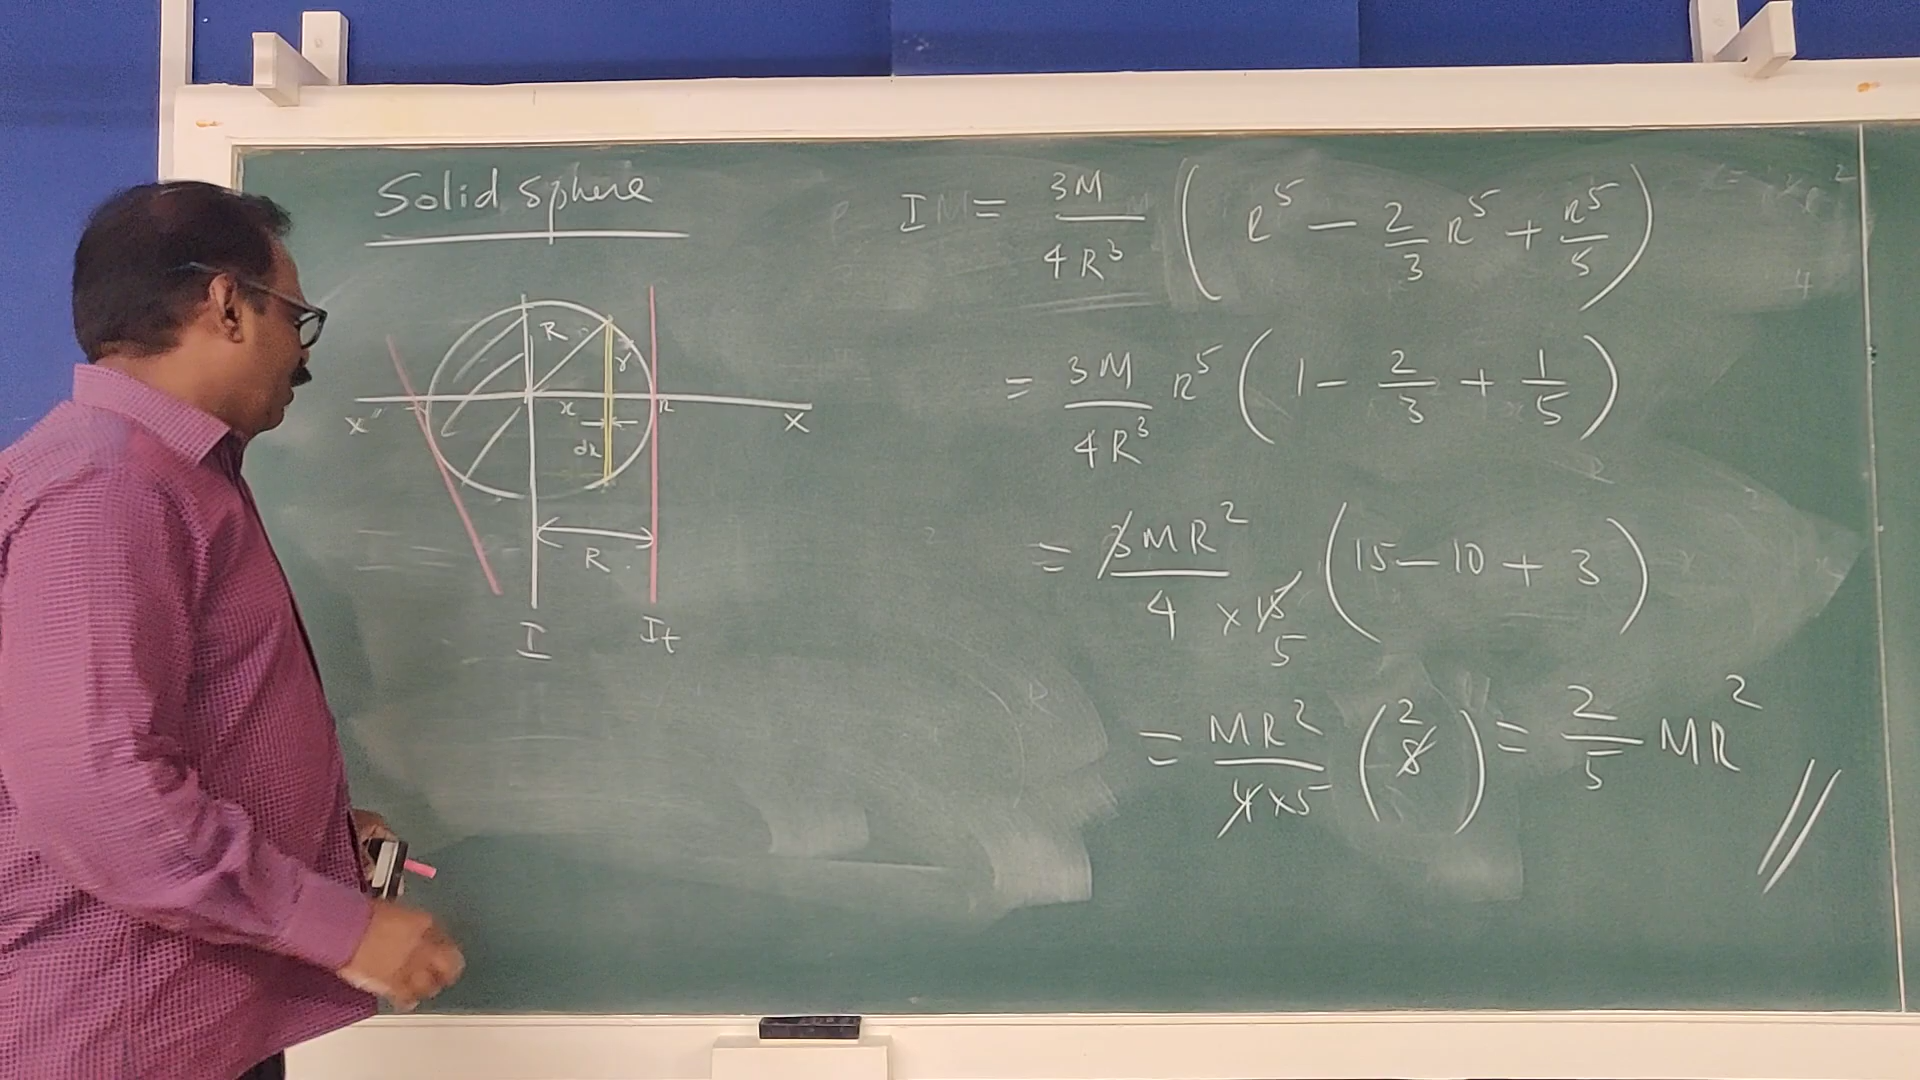 Solid sphere
R
r
x
R
X'
X
dx
R
I
It
I = 3M / 4R³ ( R⁵ − 2/3 R⁵ + R⁵/5 )
= 3M / 4R³ R⁵ ( 1 − 2/3 + 1/5 )
= 3MR² / 4 × 15 5 ( 15 − 10 + 3 )
= MR² / 4×5 ( 2 8 ) = 2/5 MR² //